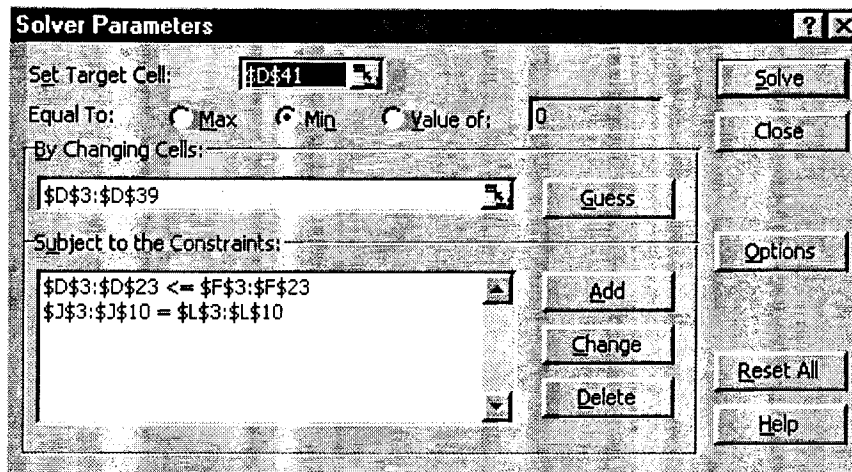 Solver Parameters ? X
Set Target Cell: $D$41 Solve
Equal To: Max Min Value of: 0 Close
By Changing Cells:
$D$3:$D$39 Guess
Subject to the Constraints: Options
$D$3:$D$23 <= $F$3:$F$23 Add
$J$3:$J$10 = $L$3:$L$10
Change
Reset All
Delete
Help